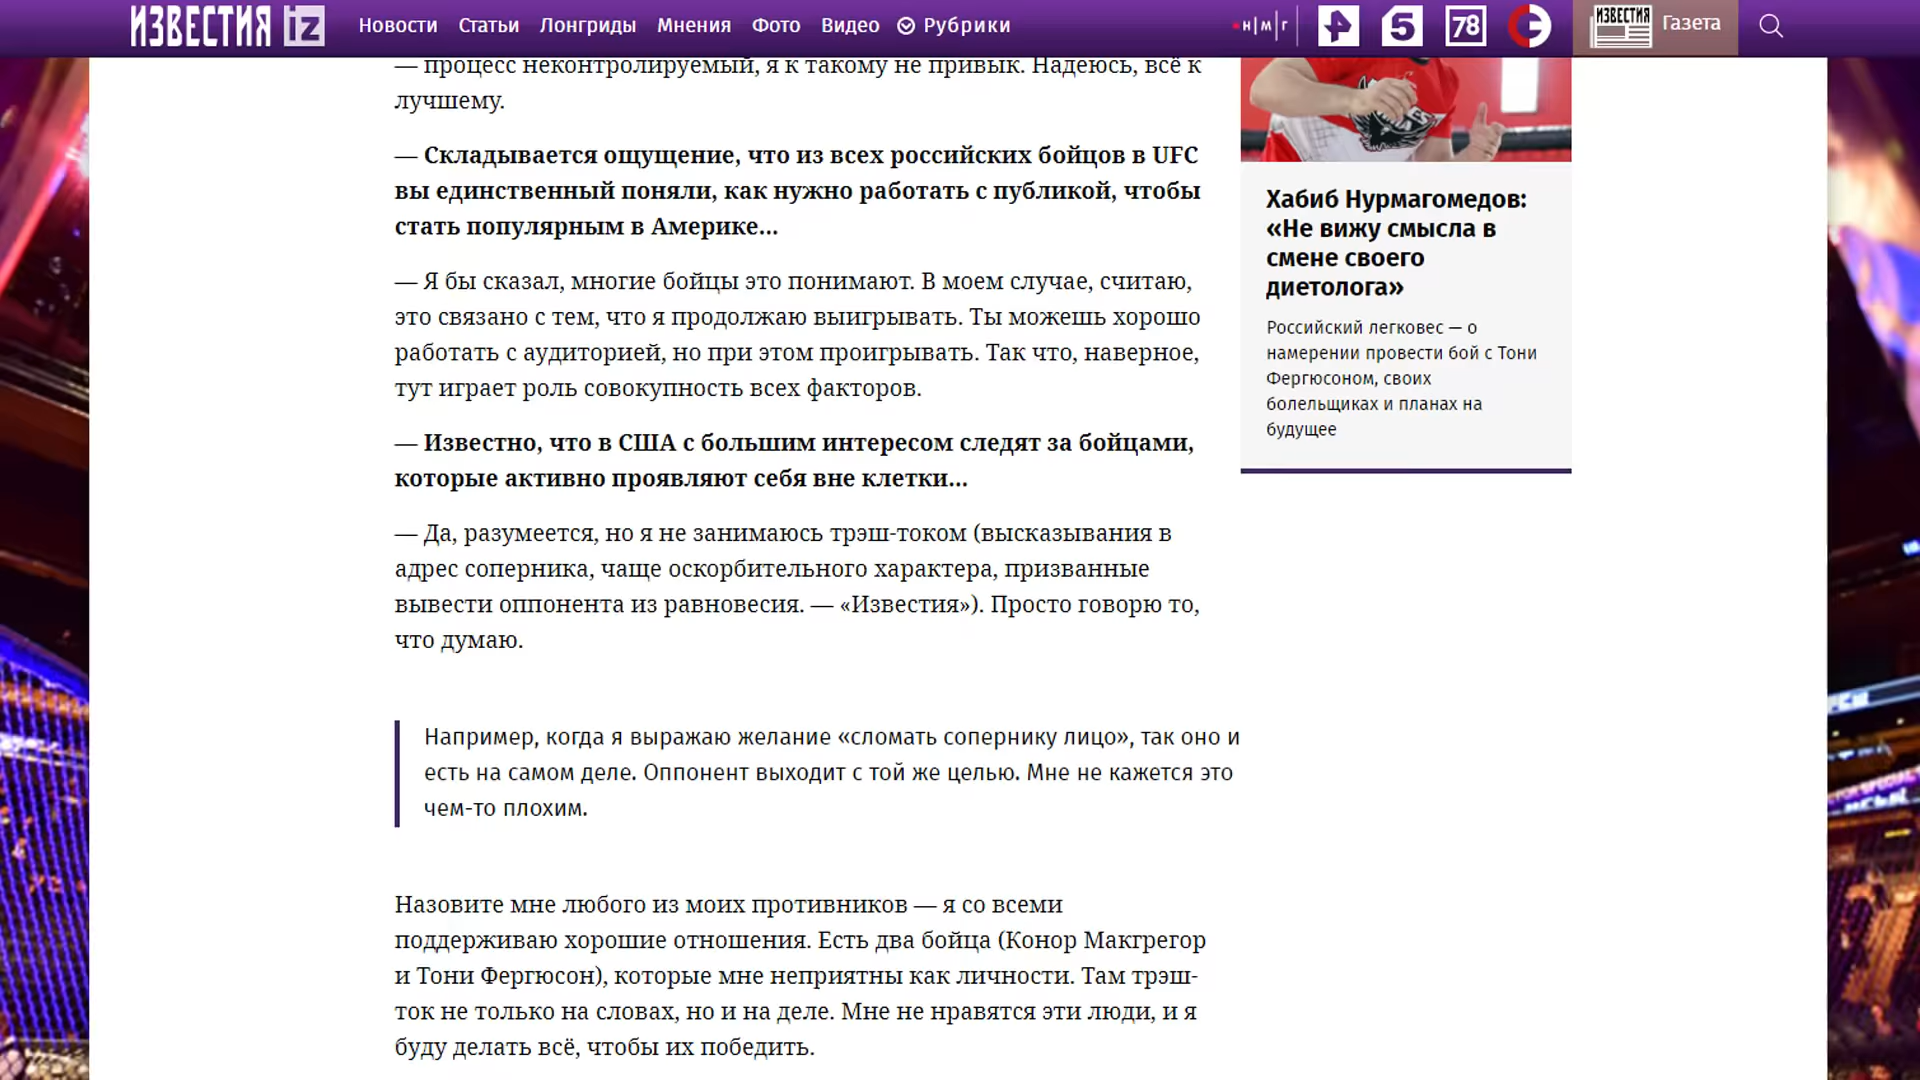 ИЗВЕСТИЯ iz
Новости Статьи Лонгриды Мнения Фото Видео Рубрики
н|м|г 5 78 ИЗВЕСТИЯ Газета
— процесс неконтролируемый, я к такому не привык. Надеюсь, всё к
лучшему.
— Складывается ощущение, что из всех российских бойцов в UFC
вы единственный поняли, как нужно работать с публикой, чтобы
стать популярным в Америке...
— Я бы сказал, многие бойцы это понимают. В моем случае, считаю,
это связано с тем, что я продолжаю выигрывать. Ты можешь хорошо
работать с аудиторией, но при этом проигрывать. Так что, наверное,
тут играет роль совокупность всех факторов.
— Известно, что в США с большим интересом следят за бойцами,
которые активно проявляют себя вне клетки...
— Да, разумеется, но я не занимаюсь трэш-током (высказывания в
адрес соперника, чаще оскорбительного характера, призванные
вывести оппонента из равновесия. — «Известия»). Просто говорю то,
что думаю.
Например, когда я выражаю желание «сломать сопернику лицо», так оно и
есть на самом деле. Оппонент выходит с той же целью. Мне не кажется это
чем-то плохим.
Назовите мне любого из моих противников — я со всеми
поддерживаю хорошие отношения. Есть два бойца (Конор Макгрегор
и Тони Фергюсон), которые мне неприятны как личности. Там трэш-
ток не только на словах, но и на деле. Мне не нравятся эти люди, и я
буду делать всё, чтобы их победить.
Хабиб Нурмагомедов:
«Не вижу смысла в
смене своего
диетолога»
Российский легковес — о
намерении провести бой с Тони
Фергюсоном, своих
болельщиках и планах на
будущее